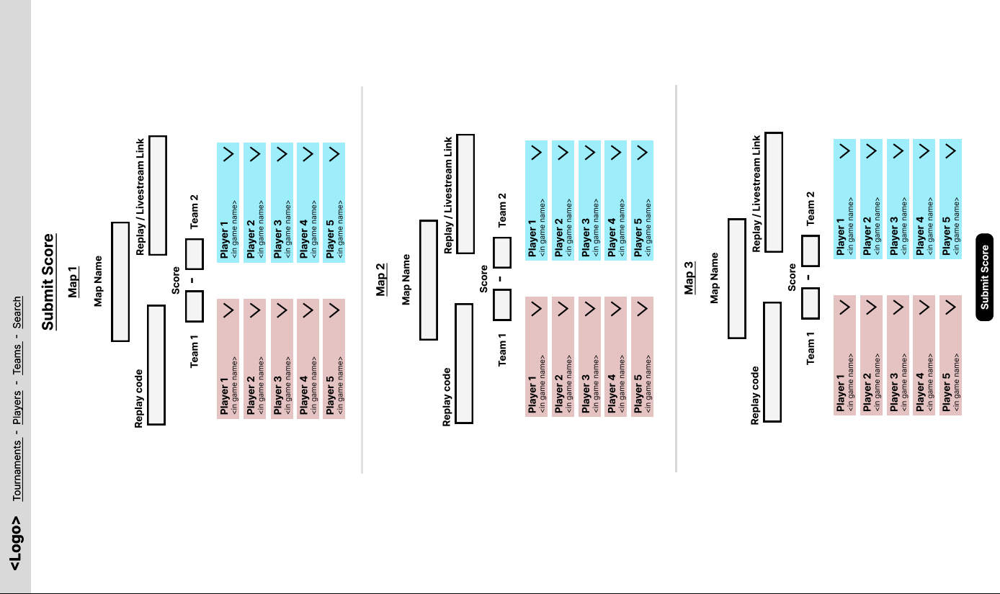 <Logo> Tournaments - Players - Teams - Search
Submit Score
Map 1
Map Name
Replay code
Replay / Livestream Link
Score
Team 1 - Team 2
Player 1
<in game name>
Player 2
<in game name>
Player 3
<in game name>
Player 4
<in game name>
Player 5
<in game name>
Player 1
<in game name>
Player 2
<in game name>
Player 3
<in game name>
Player 4
<in game name>
Player 5
<in game name>
Map 2
Map Name
Replay code
Replay / Livestream Link
Score
Team 1 - Team 2
Player 1
<in game name>
Player 2
<in game name>
Player 3
<in game name>
Player 4
<in game name>
Player 5
<in game name>
Player 1
<in game name>
Player 2
<in game name>
Player 3
<in game name>
Player 4
<in game name>
Player 5
<in game name>
Map 3
Map Name
Replay code
Replay / Livestream Link
Score
Team 1 - Team 2
Player 1
<in game name>
Player 2
<in game name>
Player 3
<in game name>
Player 4
<in game name>
Player 5
<in game name>
Player 1
<in game name>
Player 2
<in game name>
Player 3
<in game name>
Player 4
<in game name>
Player 5
<in game name>
Submit Score